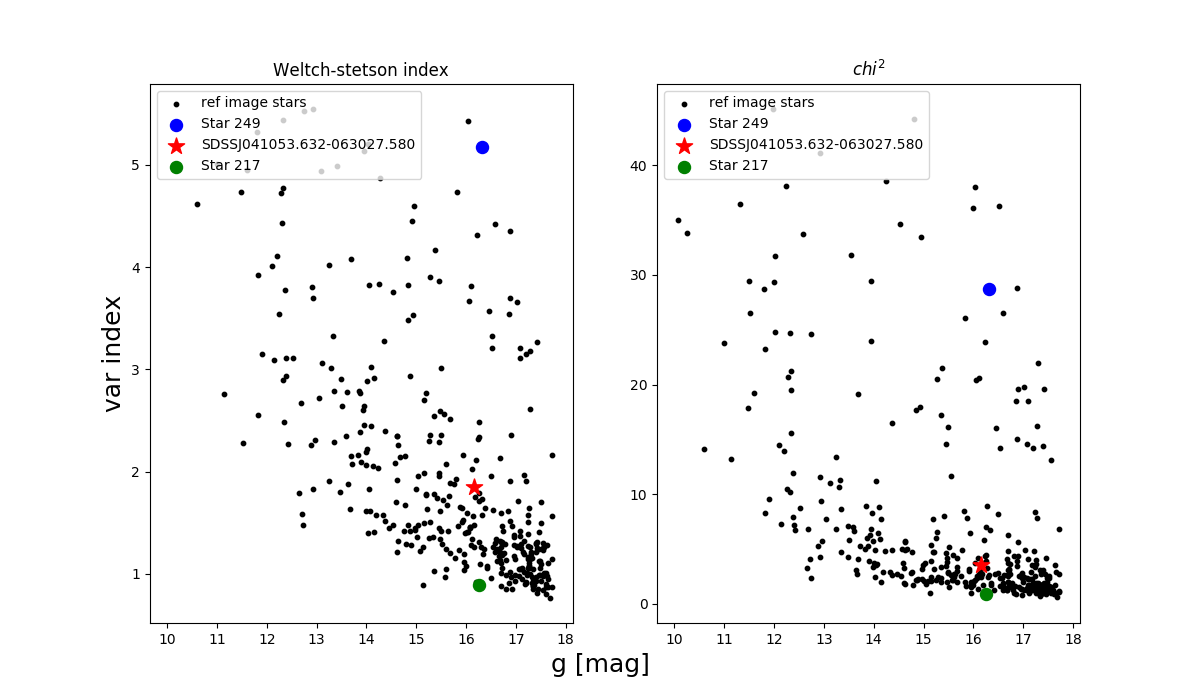 Weltch-stetson index
chi²
ref image stars
Star 249
SDSSJ041053.632-063027.580
Star 217
ref image stars
Star 249
SDSSJ041053.632-063027.580
Star 217
var index
5
4
3
2
1
40
30
20
10
0
10 11 12 13 14 15 16 17 18
10 11 12 13 14 15 16 17 18
g [mag]